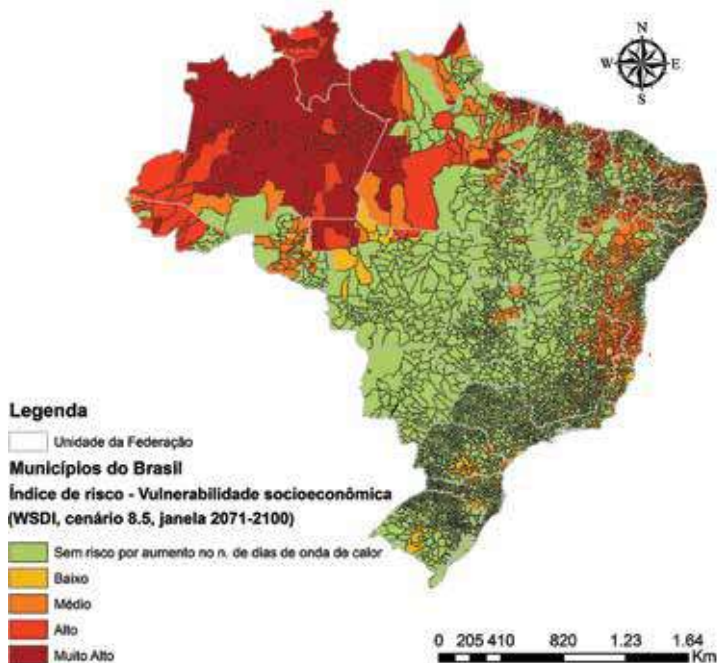 N
W E
S
Legenda
Unidade da Federação
Municípios do Brasil
Índice de risco - Vulnerabilidade socioeconômica
(WSDI, cenário 8.5, janela 2071-2100)
Sem risco por aumento no n. de dias de onda de calor
Baixo
Médio
Alto
Muito Alto
0 205 410 820 1.23 1.64
Km